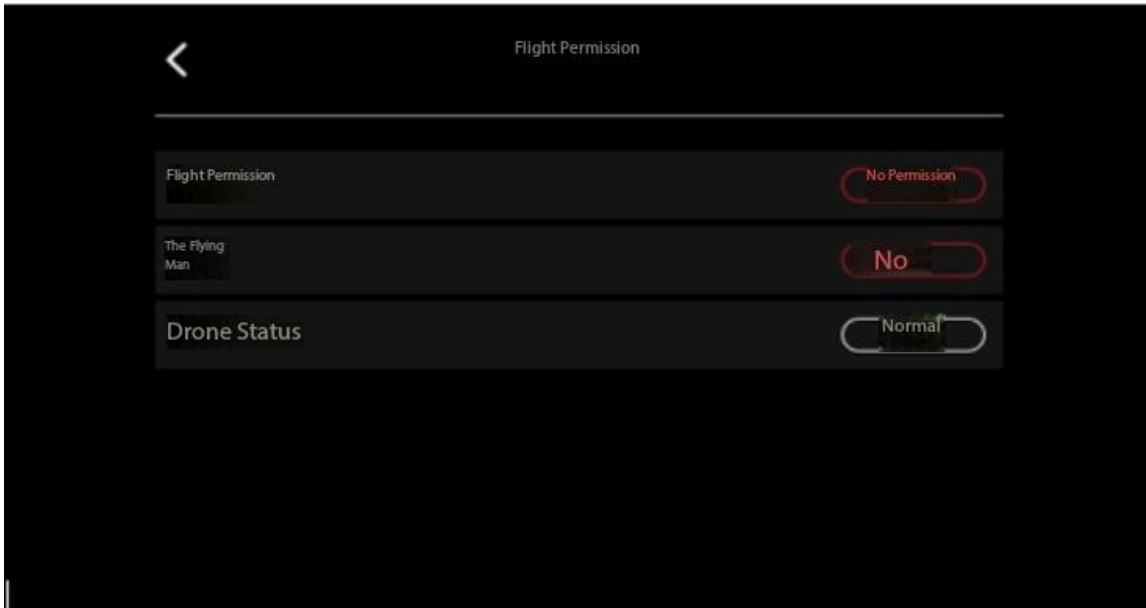 Flight Permission
Flight Permission
No Permission
The Flying
Man
No
Drone Status
Normal